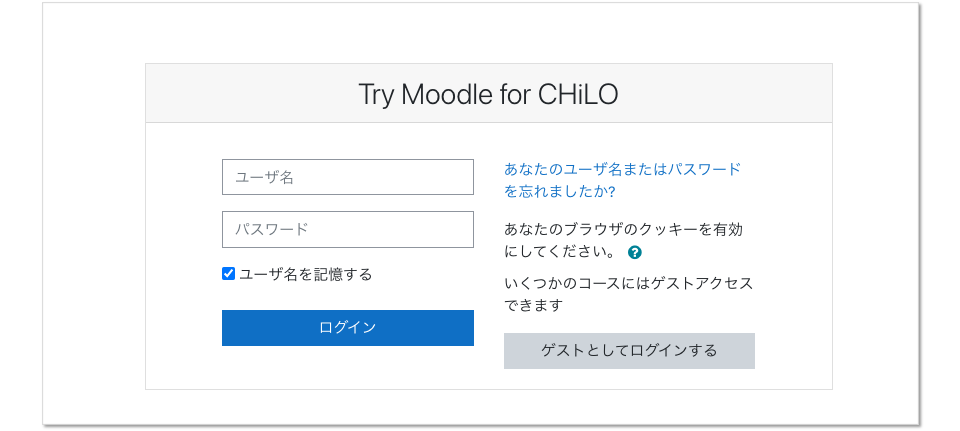 Try Moodle for CHiLO
ユーザ名
パスワード
ユーザ名を記憶する
ログイン
あなたのユーザ名またはパスワード
を忘れましたか?
あなたのブラウザのクッキーを有効
にしてください。 ?
いくつかのコースにはゲストアクセス
できます
ゲストとしてログインする